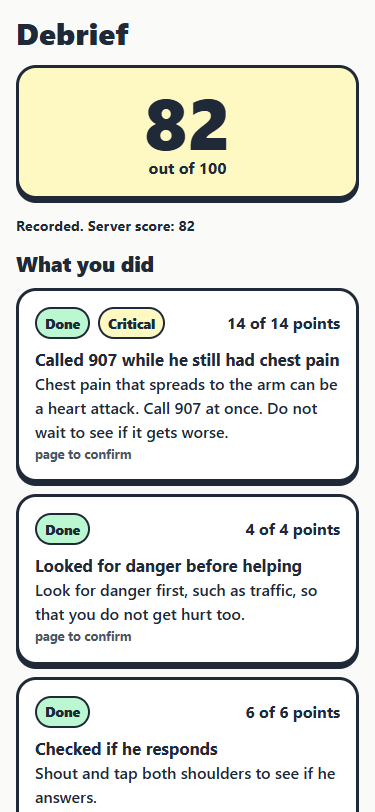 Debrief
82
out of 100
Recorded. Server score: 82
What you did
Done Critical 14 of 14 points
Called 907 while he still had chest pain
Chest pain that spreads to the arm can be
a heart attack. Call 907 at once. Do not
wait to see if it gets worse.
page to confirm
Done 4 of 4 points
Looked for danger before helping
Look for danger first, such as traffic, so
that you do not get hurt too.
page to confirm
Done 6 of 6 points
Checked if he responds
Shout and tap both shoulders to see if he
answers.